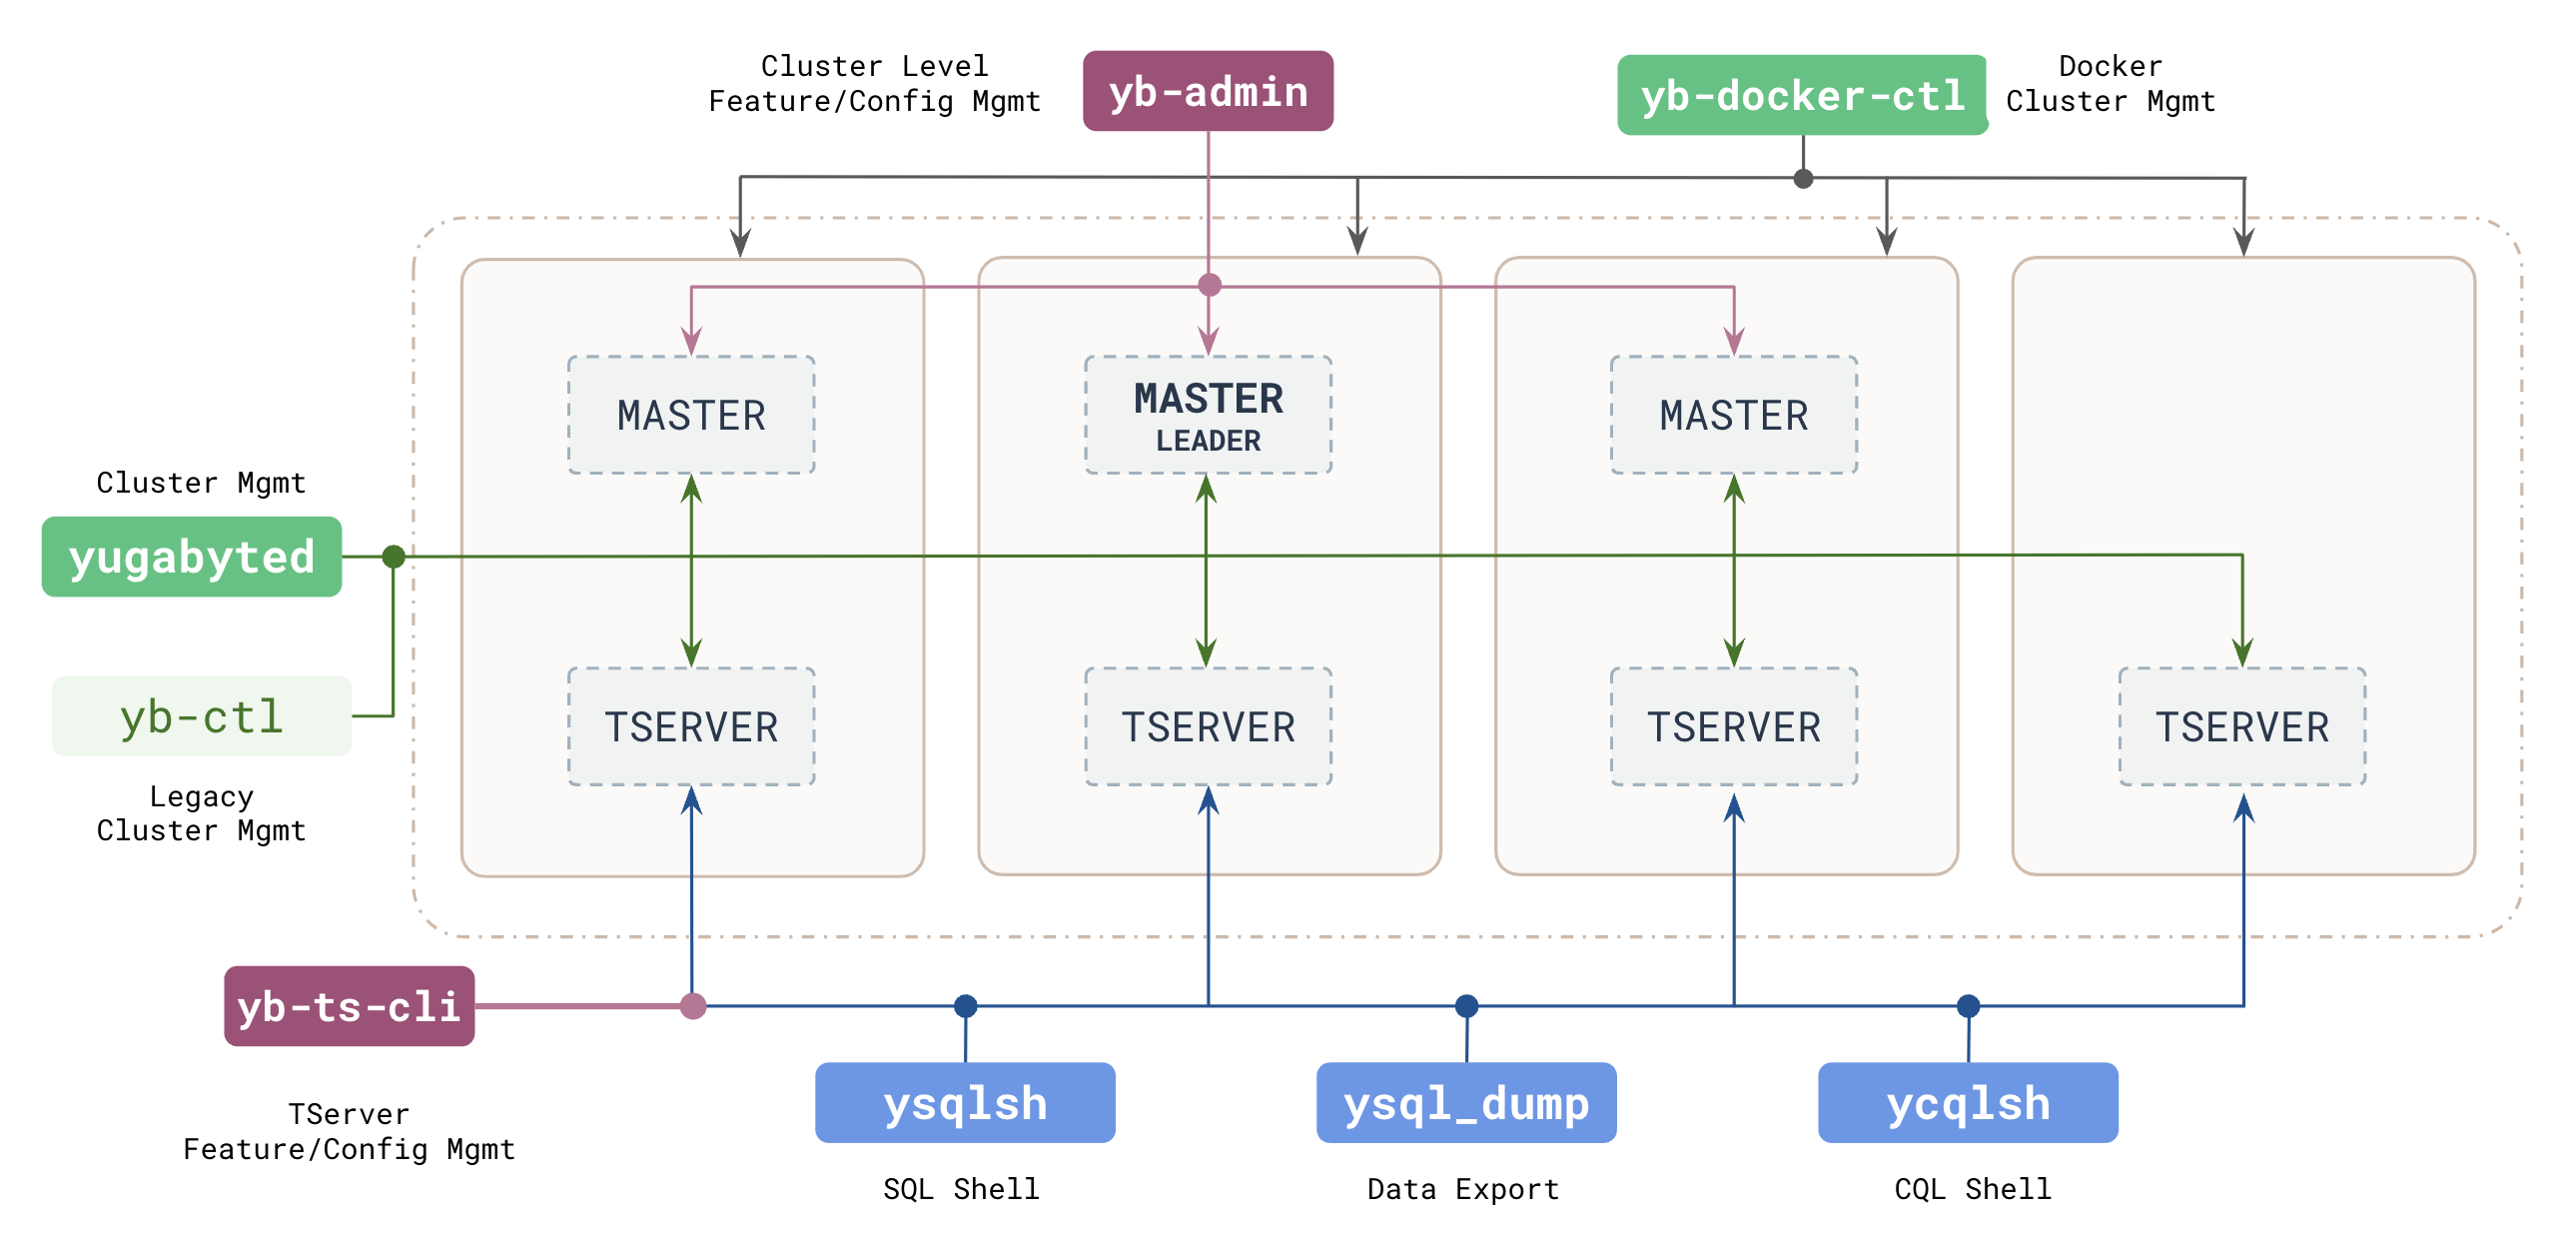 Cluster Level
Feature/Config Mgmt
yb-admin
yb-docker-ctl
Docker
Cluster Mgmt
MASTER
MASTER
LEADER
MASTER
Cluster Mgmt
yugabyted
yb-ctl
Legacy
Cluster Mgmt
TSERVER
TSERVER
TSERVER
TSERVER
yb-ts-cli
TServer
Feature/Config Mgmt
ysqlsh
SQL Shell
ysql_dump
Data Export
ycqlsh
CQL Shell